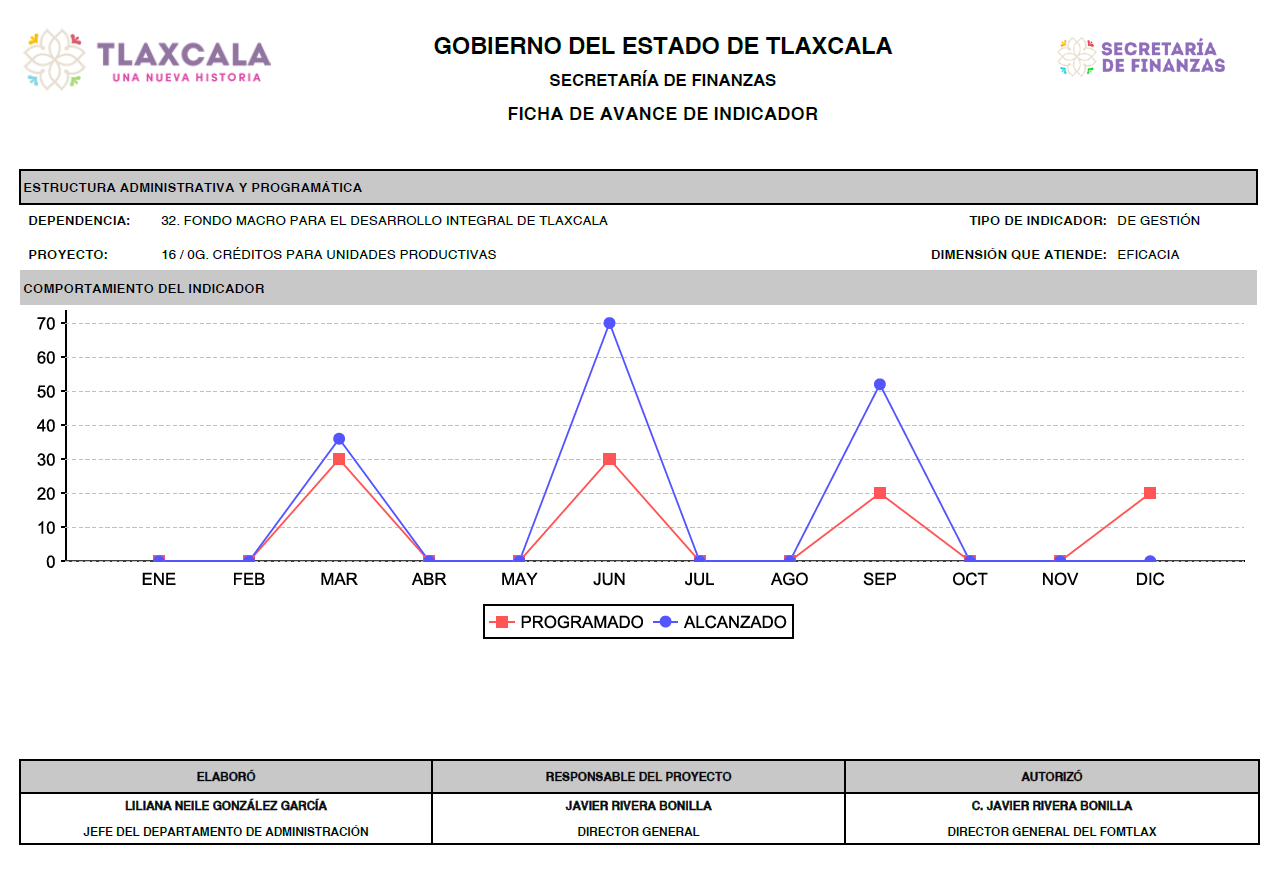 TLAXCALA
UNA NUEVA HISTORIA
GOBIERNO DEL ESTADO DE TLAXCALA
SECRETARÍA DE FINANZAS
FICHA DE AVANCE DE INDICADOR
SECRETARÍA
DE FINANZAS
ESTRUCTURA ADMINISTRATIVA Y PROGRAMÁTICA
DEPENDENCIA: 32. FONDO MACRO PARA EL DESARROLLO INTEGRAL DE TLAXCALA TIPO DE INDICADOR: DE GESTIÓN
PROYECTO: 16 / 0G. CRÉDITOS PARA UNIDADES PRODUCTIVAS DIMENSIÓN QUE ATIENDE: EFICACIA
COMPORTAMIENTO DEL INDICADOR
70
60
50
40
30
20
10
0
ENE FEB MAR ABR MAY JUN JUL AGO SEP OCT NOV DIC
PROGRAMADO ALCANZADO
ELABORÓ RESPONSABLE DEL PROYECTO AUTORIZÓ
LILIANA NEILE GONZÁLEZ GARCÍA JAVIER RIVERA BONILLA C. JAVIER RIVERA BONILLA
JEFE DEL DEPARTAMENTO DE ADMINISTRACIÓN DIRECTOR GENERAL DIRECTOR GENERAL DEL FOMTLAX